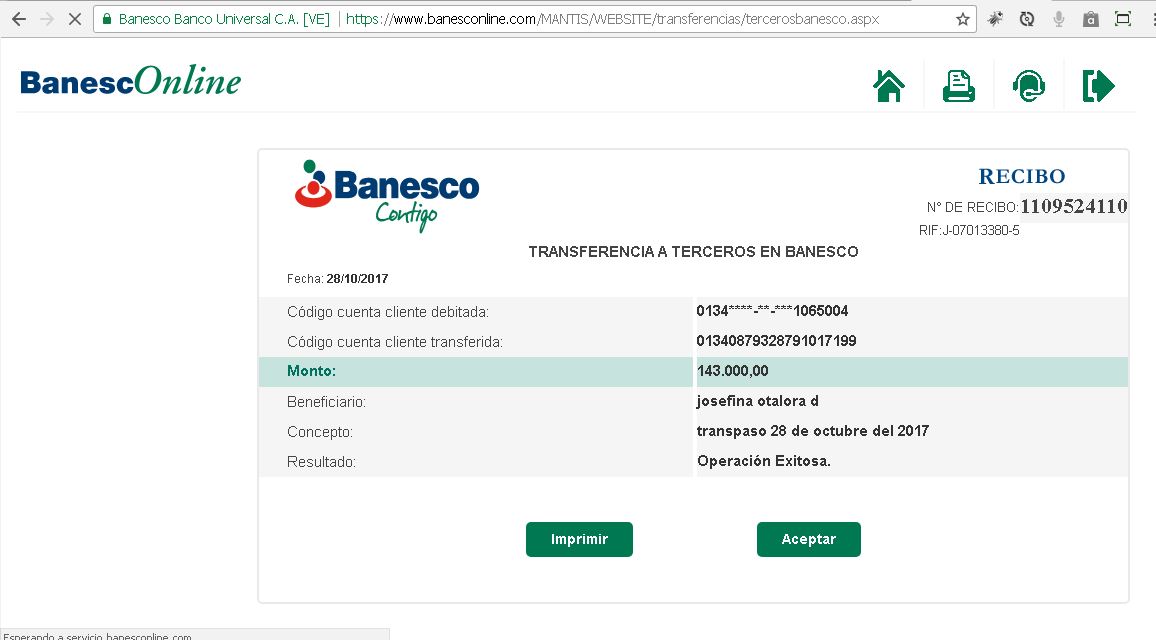 Banesco Banco Universal C.A. [VE] https://www.banesconline.com/MANTIS/WEBSITE/transferencias/tercerosbanesco.aspx
BanescOnline
Banesco
Contigo
RECIBO
N° DE RECIBO: 1109524110
RIF:J-07013380-5
TRANSFERENCIA A TERCEROS EN BANESCO
Fecha: 28/10/2017
Código cuenta cliente debitada: 0134****-**-***1065004
Código cuenta cliente transferida: 01340879328791017199
Monto: 143.000,00
Beneficiario: josefina otalora d
Concepto: transpaso 28 de octubre del 2017
Resultado: Operación Exitosa.
Imprimir Aceptar
Esperando a servicio.banesconline.com